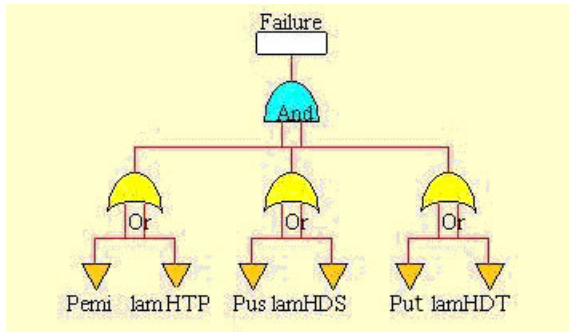 Failure
And
Or Or Or
Pemi lamHTP Pus lamHDS Put lamHDT